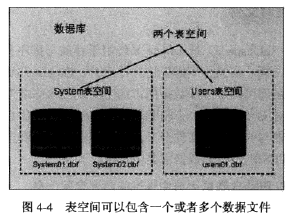 数据库
两个表空间
System表空间
Users表空间
System01.dbf
System02.dbf
users01.dbf
图 4-4 表空间可以包含一个或者多个数据文件